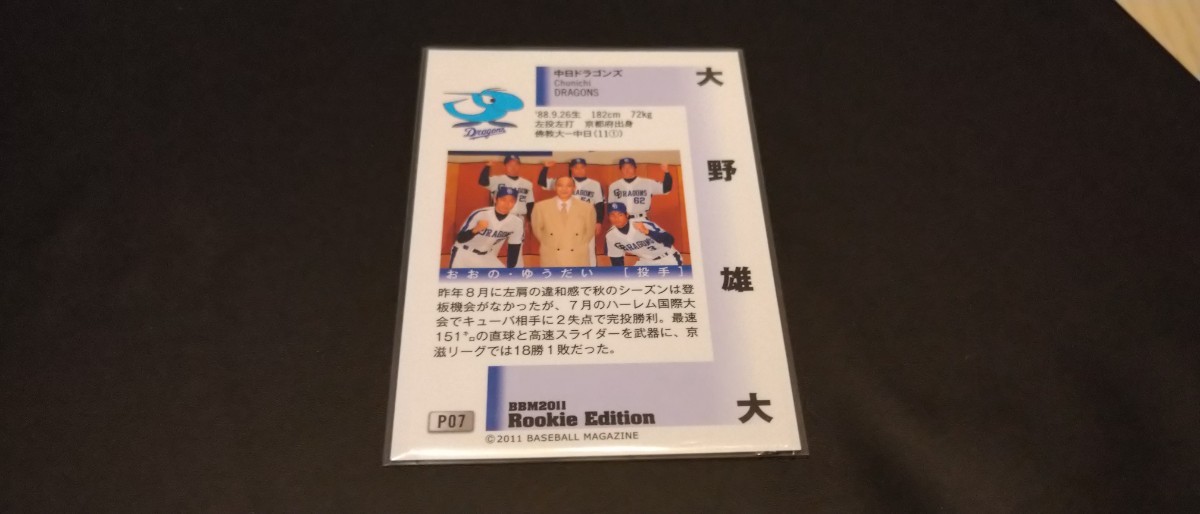 中日ドラゴンズ
Chunichi
DRAGONS
Dragons
'88.9.26生 182cm 72kg
左投左打 京都府出身
佛教大ー中日(11①)
大野雄大
DRAGONS
62
DRAGONS
おおの・ゆうだい [投手]
昨年8月に左肩の違和感で秋のシーズンは登
板機会がなかったが、7月のハーレム国際大
会でキューバ相手に2失点で完投勝利。最速
151㌔の直球と高速スライダーを武器に、京
滋リーグでは18勝1敗だった。
BBM2011
Rookie Edition
P07
©2011 BASEBALL MAGAZINE